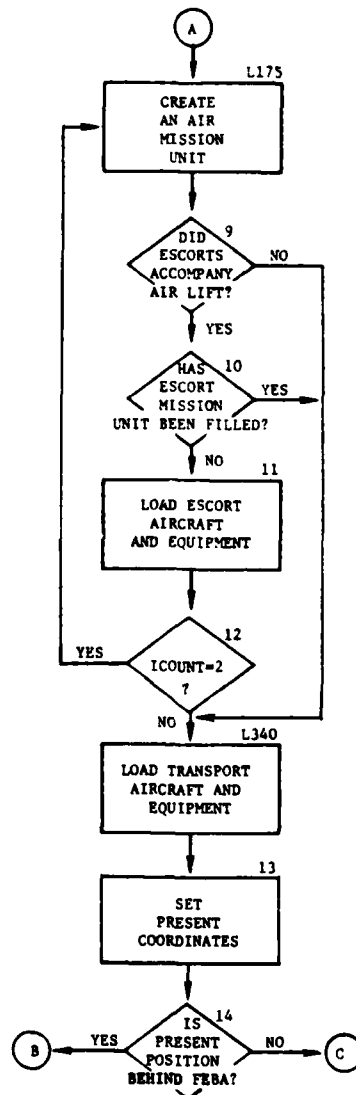 A
L175
CREATE
AN AIR
MISSION
UNIT
9
DID
ESCORTS
ACCOMPANY
AIR LIFT?
NO
YES
10
HAS
ESCORT
MISSION
UNIT BEEN FILLED?
YES
NO
11
LOAD ESCORT
AIRCRAFT
AND EQUIPMENT
12
YES
ICOUNT=2
?
NO
L340
LOAD TRANSPORT
AIRCRAFT AND
EQUIPMENT
13
SET
PRESENT
COORDINATES
14
IS
PRESENT
POSITION
BEHIND FEBA?
B
YES
NO
C